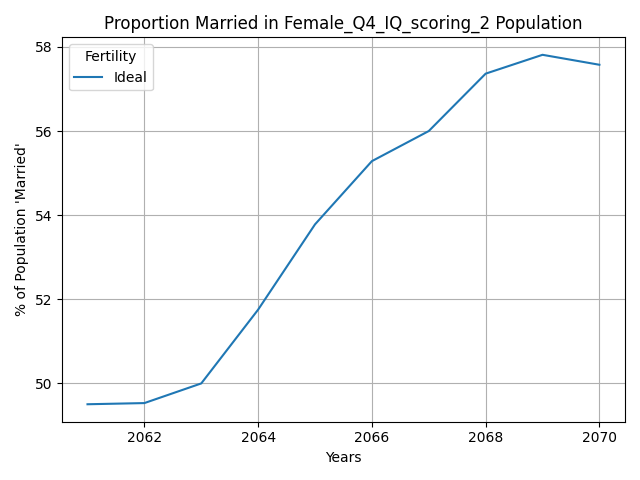 Proportion Married in Female_Q4_IQ_scoring_2 Population
Fertility
Ideal
% of Population 'Married'
58
56
54
52
50
2062 2064 2066 2068 2070
Years